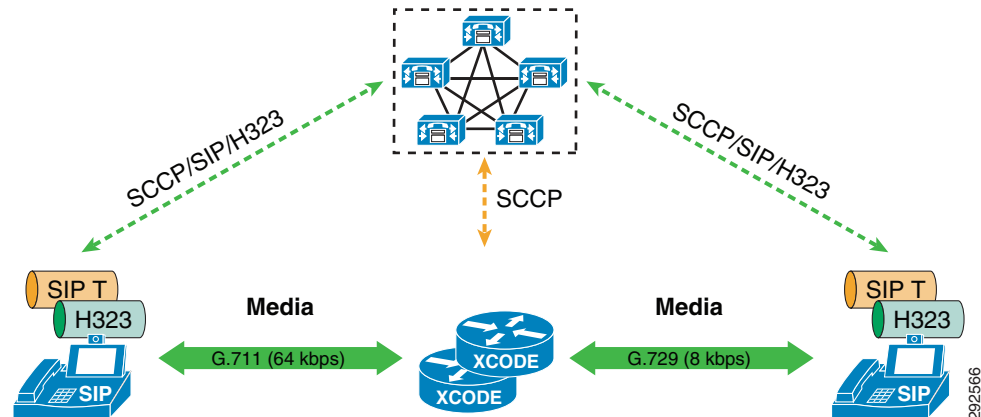 SCCP/SIP/H323
SCCP/SIP/H323
SCCP
SIP T
H323
SIP
Media
G.711 (64 kbps)
XCODE
XCODE
Media
G.729 (8 kbps)
SIP T
H323
SIP
292566